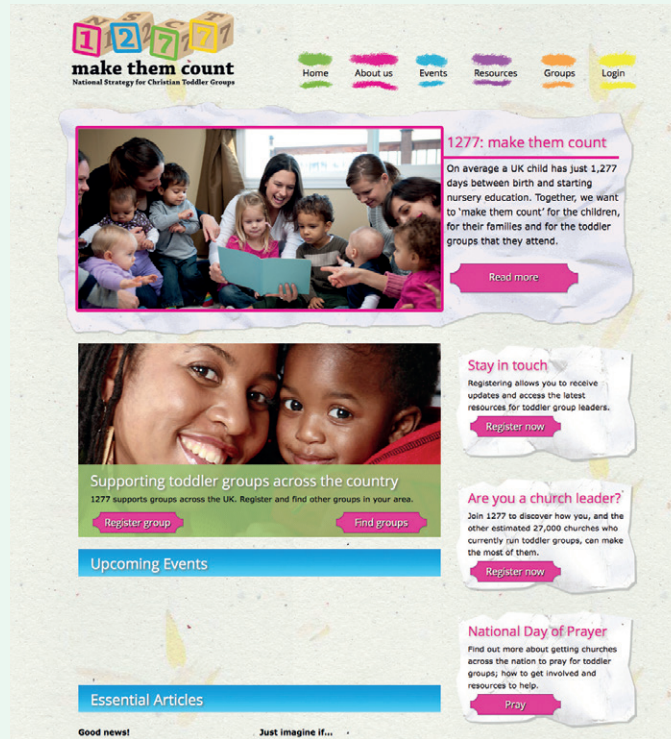 N S C T
1 2 7 7
make them count
National Strategy for Christian Toddler Groups
Home About us Events Resources Groups Login
1277: make them count
On average a UK child has just 1,277
days between birth and starting
nursery education. Together, we want
to ‘make them count’ for the children,
for their families and for the toddler
groups that they attend.
Read more
Supporting toddler groups across the country
1277 supports groups across the UK. Register and find other groups in your area.
Register group Find groups
Upcoming Events
Essential Articles
Good news! Just imagine if...
Stay in touch
Registering allows you to receive
updates and access the latest
resources for toddler group leaders.
Register now
Are you a church leader?
Join 1277 to discover how you, and the
other estimated 27,000 churches who
currently run toddler groups, can make
the most of them.
Register now
National Day of Prayer
Find out more about getting churches
across the nation to pray for toddler
groups; how to get involved and
resources to help.
Pray